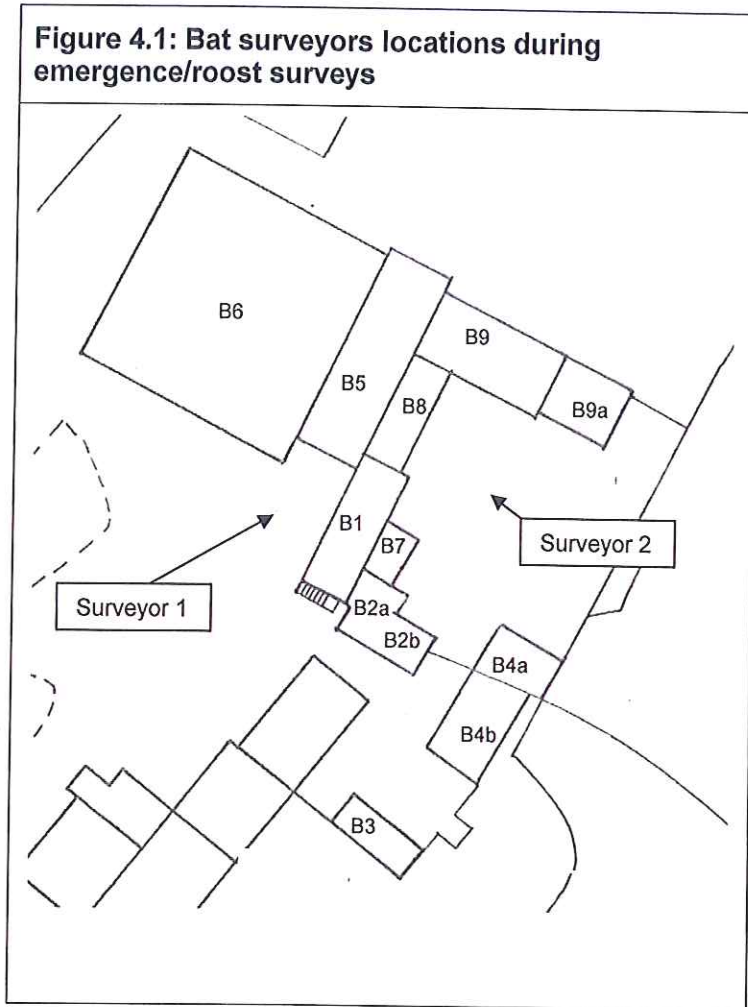 Figure 4.1: Bat surveyors locations during
emergence/roost surveys
B6
B9
B5
B8
B9a
B1
B7
Surveyor 2
Surveyor 1
B2a
B2b
B4a
B4b
B3